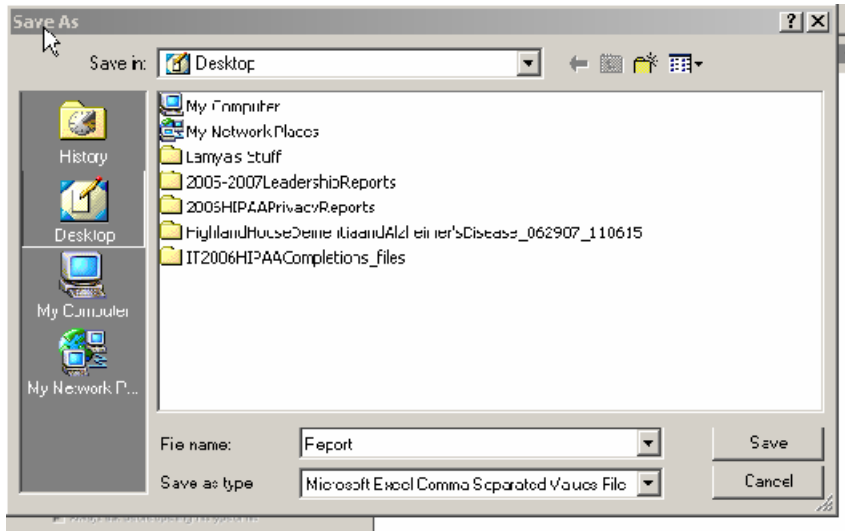 Save As
Save in: Desktop
My Computer
My Network Places
Lamya's Stuff
2005-2007LeadershipReports
2006HIPAAPrivacyReports
HighlandHouseDementiaandAlzheimer'sDisease_062907_110615
IT2006HIPAACompletions_files
History
Desktop
My Computer
My Network P...
File name: Report Save
Save as type Microsoft Excel Comma Separated Values File Cancel